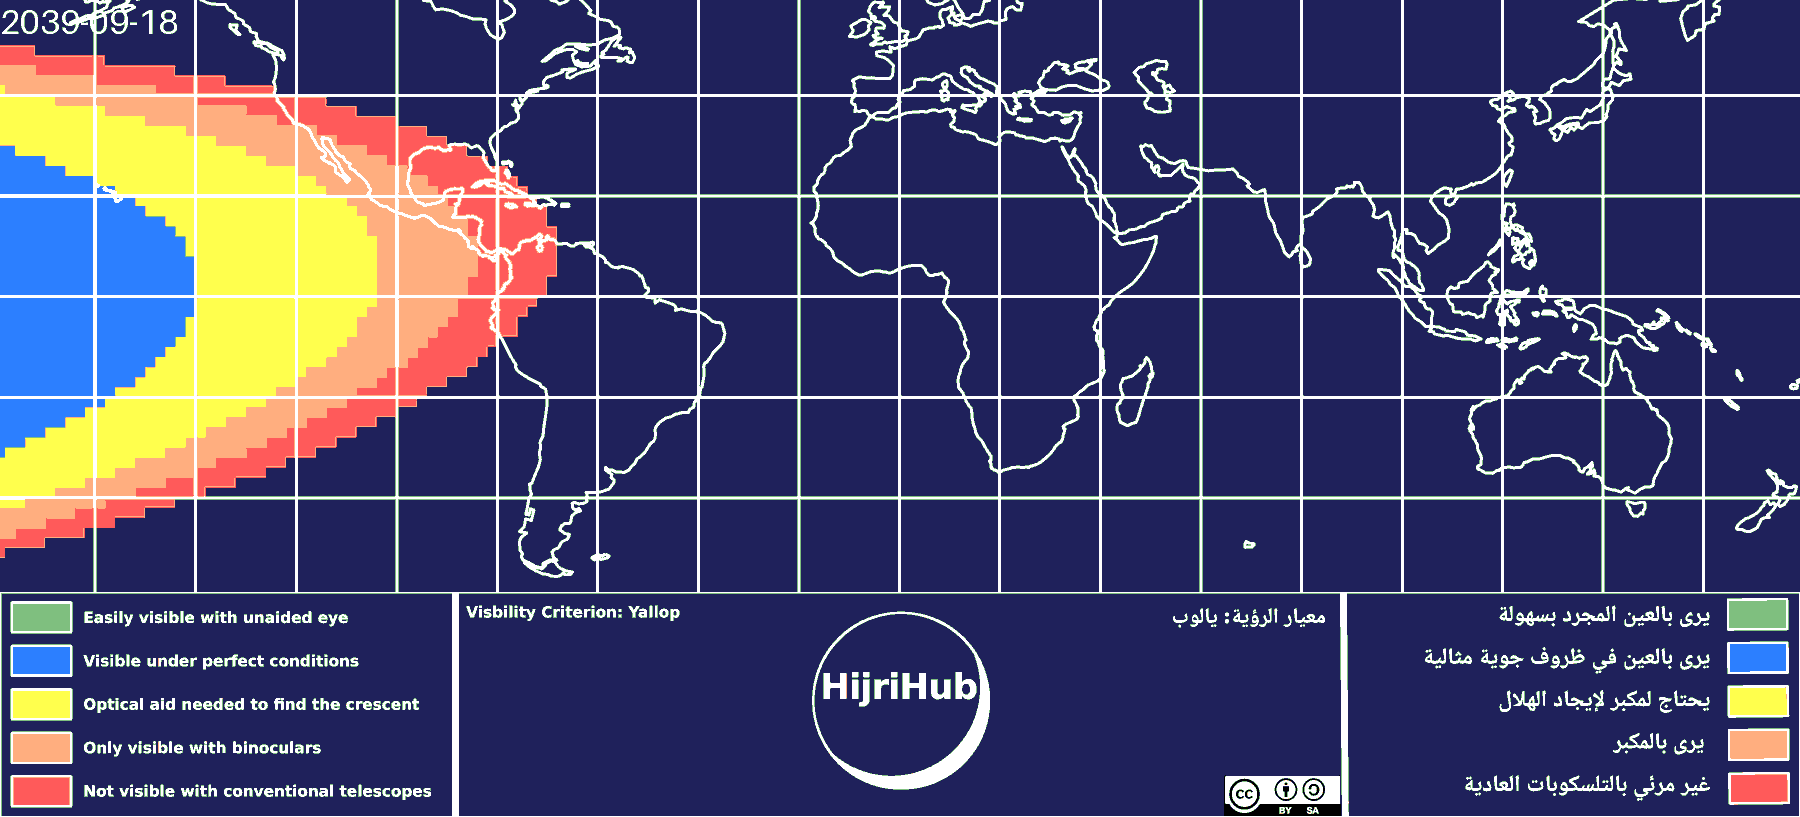 2039-09-18
Easily visible with unaided eye
Visible under perfect conditions
Optical aid needed to find the crescent
Only visible with binoculars
Not visible with conventional telescopes
Visbility Criterion: Yallop
معيار الرؤية: يالوب
HijriHub
cc
BY SA
يرى بالعين المجرد بسهولة
يرى بالعين في ظروف جوية مثالية
يحتاج لمكبر لإيجاد الهلال
يرى بالمكبر
غير مرئي بالتلسكوبات العادية